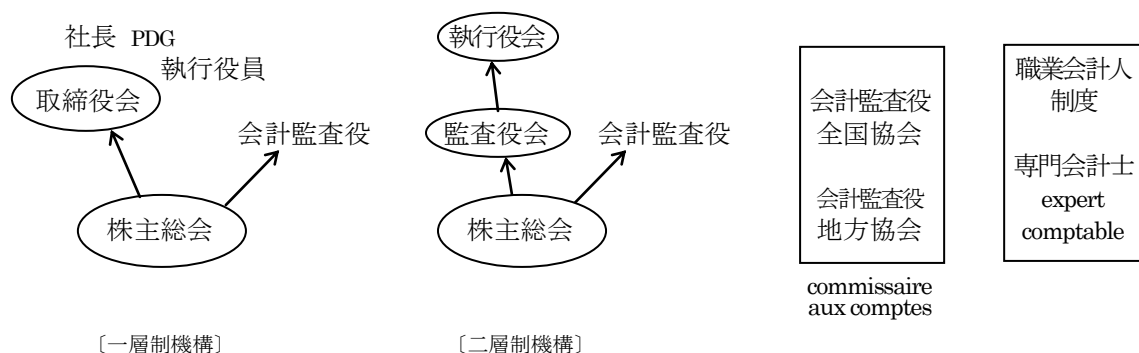 社長 PDG
執行役員
取締役会
会計監査役
株主総会
〔一層制機構〕
執行役会
監査役会
会計監査役
株主総会
〔二層制機構〕
会計監査役
全国協会
会計監査役
地方協会
commissaire
aux comptes
職業会計人
制度
専門会計士
expert
comptable